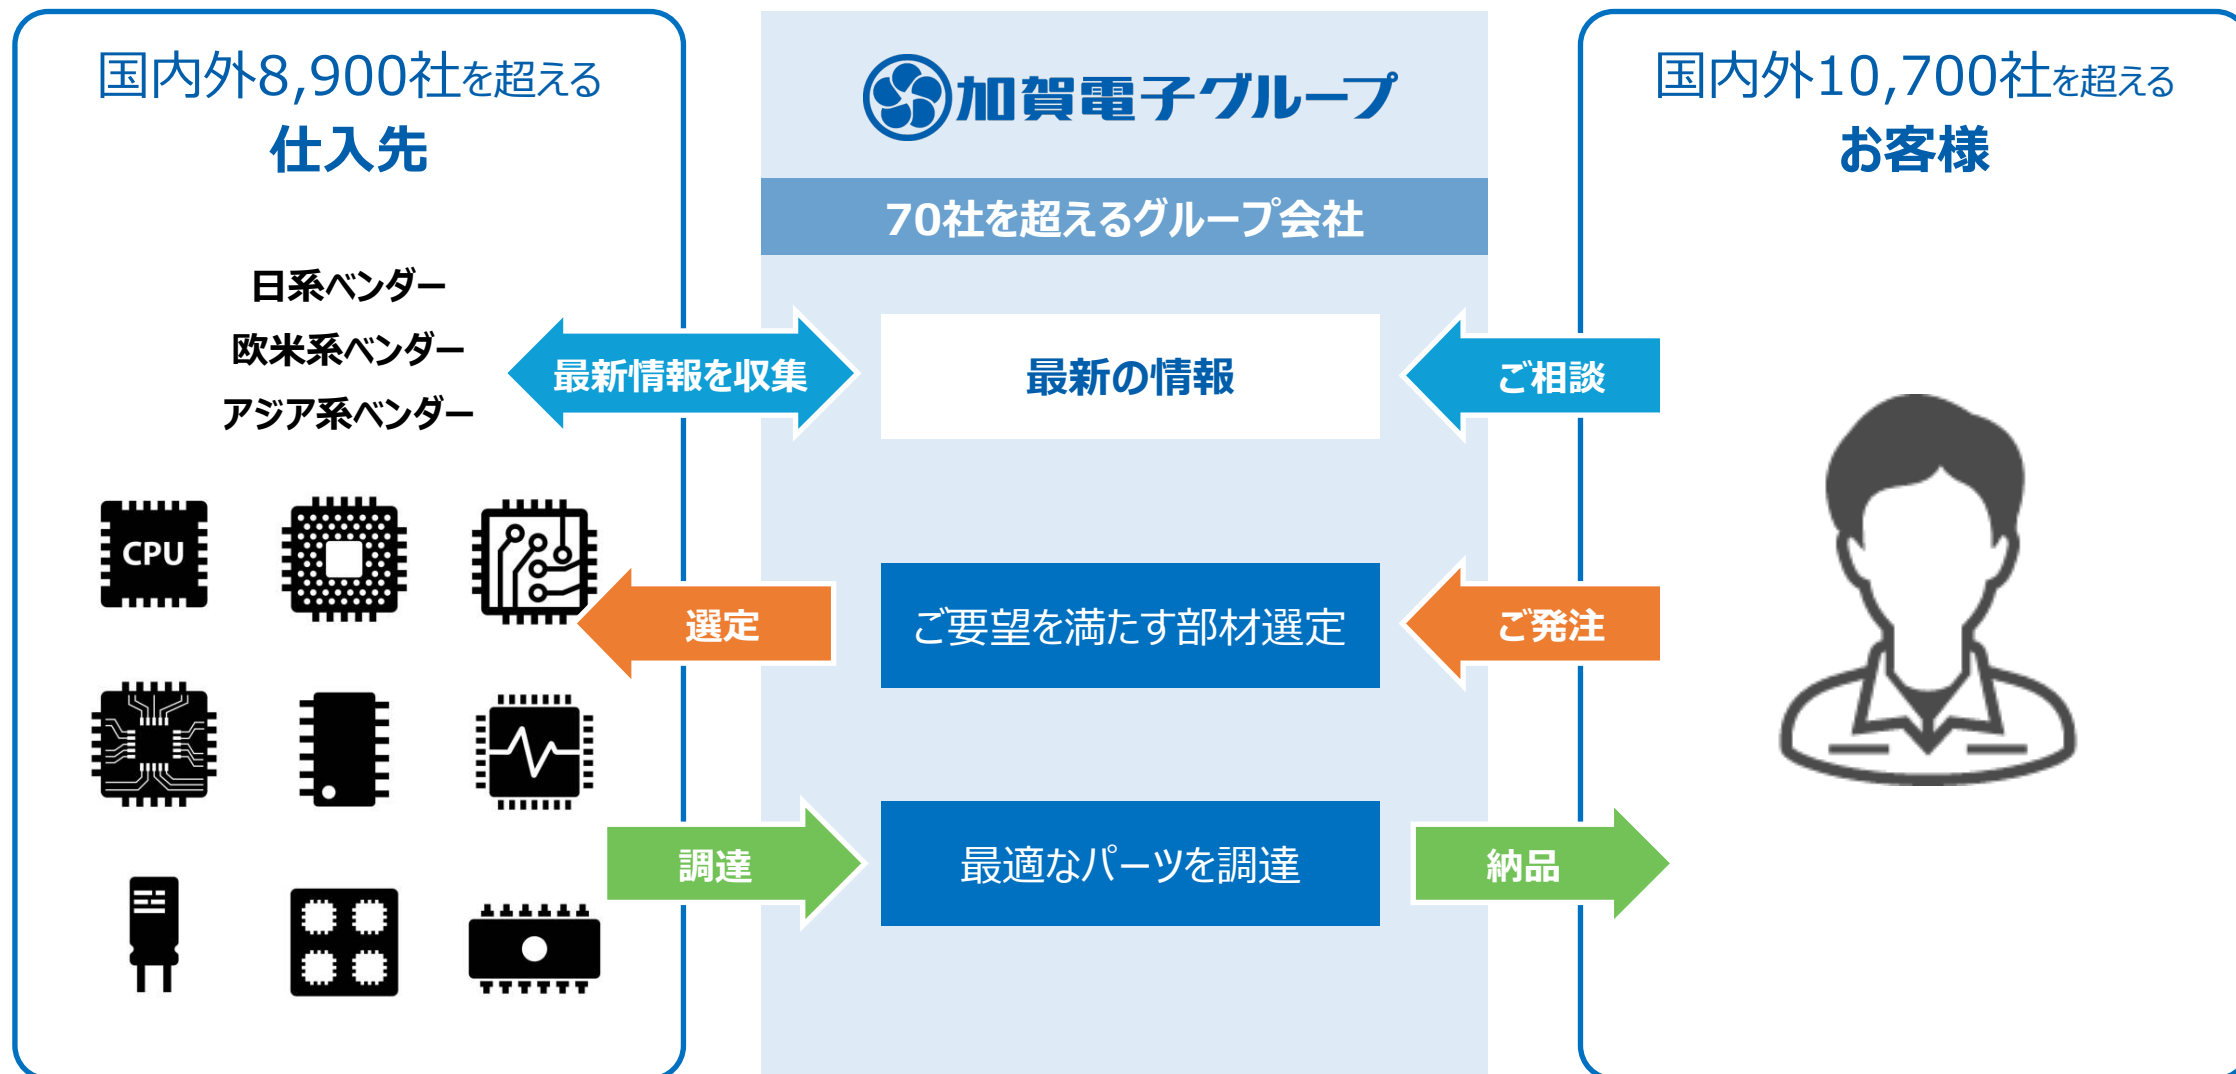 国内外8,900社を超える
仕入先
日系ベンダー
欧米系ベンダー
アジア系ベンダー
CPU
加賀電子グループ
70社を超えるグループ会社
国内外10,700社を超える
お客様
最新情報を収集
最新の情報
ご相談
選定
ご要望を満たす部材選定
ご発注
調達
最適なパーツを調達
納品